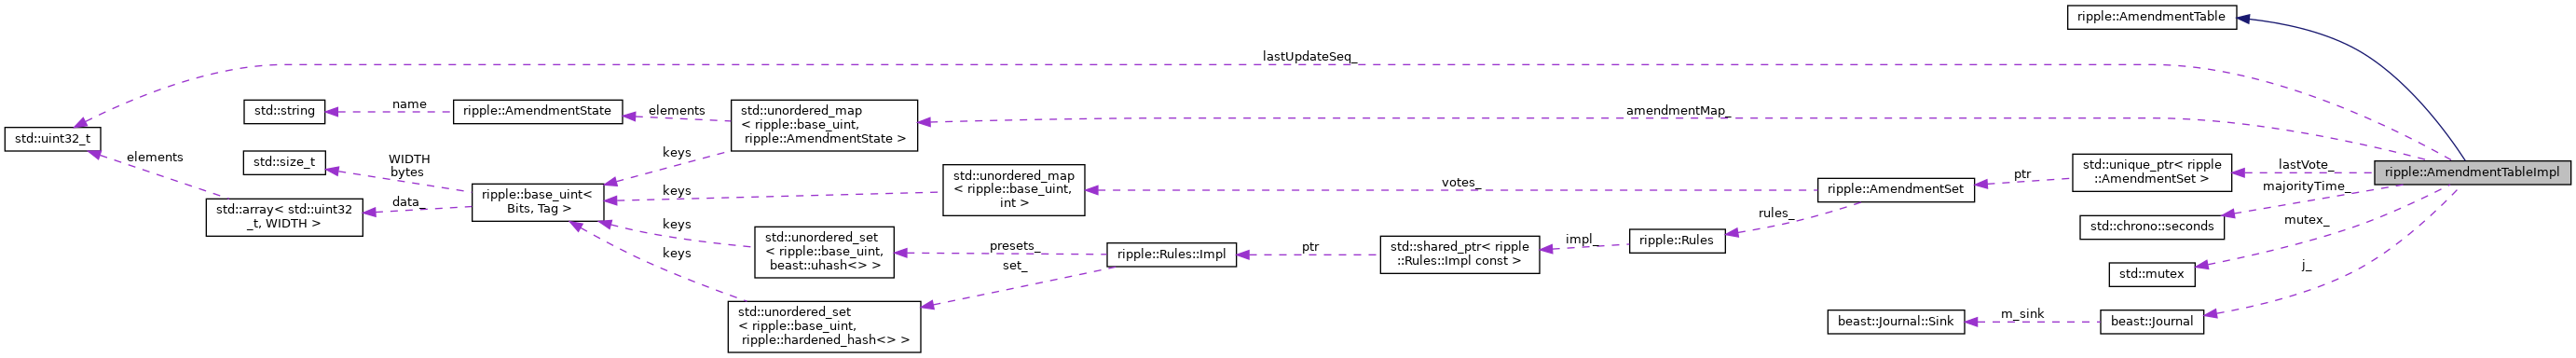 ripple::AmendmentTable
lastUpdateSeq_
std::string
name
ripple::AmendmentState
elements
std::unordered_map
< ripple::base_uint,
ripple::AmendmentState >
amendmentMap_
std::uint32_t
elements
std::size_t
WIDTH
bytes
keys
std::array< std::uint32
_t, WIDTH >
data_
ripple::base_uint<
Bits, Tag >
keys
std::unordered_map
< ripple::base_uint,
int >
votes_
ripple::AmendmentSet
ptr
std::unique_ptr< ripple
::AmendmentSet >
lastVote_
ripple::AmendmentTableImpl
majorityTime_
std::chrono::seconds
keys
std::unordered_set
< ripple::base_uint,
beast::uhash<> >
presets_
ripple::Rules::Impl
ptr
std::shared_ptr< ripple
::Rules::Impl const >
impl_
ripple::Rules
rules_
mutex_
std::mutex
keys
set_
std::unordered_set
< ripple::base_uint,
ripple::hardened_hash<> >
j_
beast::Journal::Sink
m_sink
beast::Journal